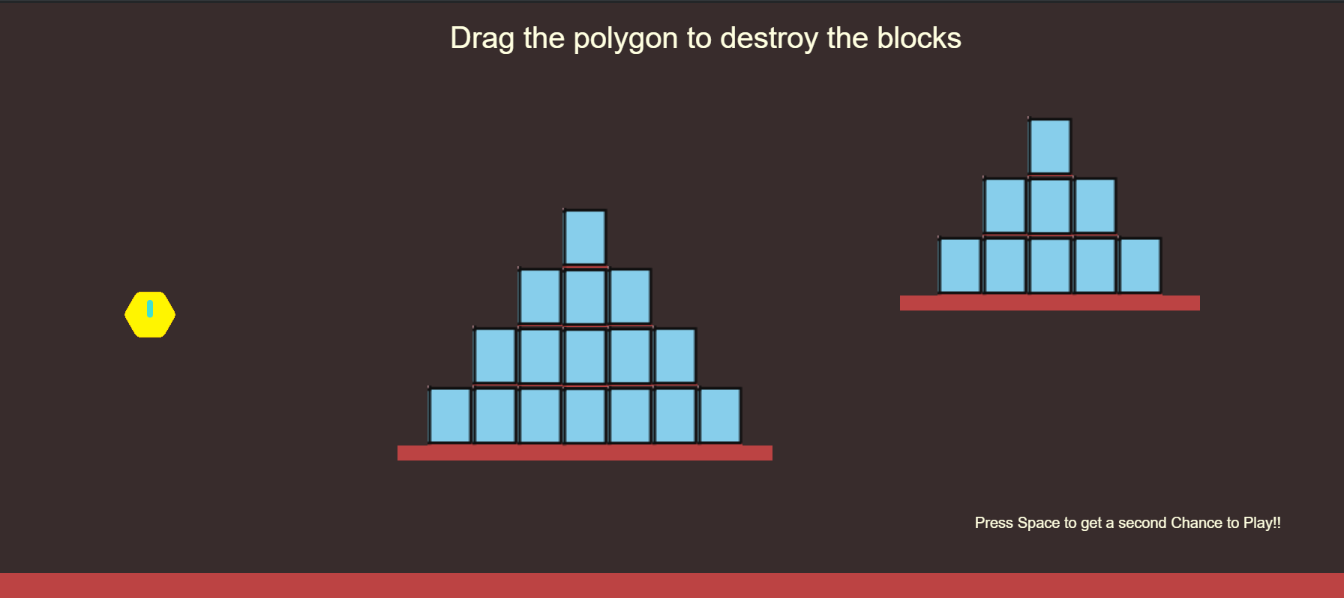 Drag the polygon to destroy the blocks
Press Space to get a second Chance to Play!!